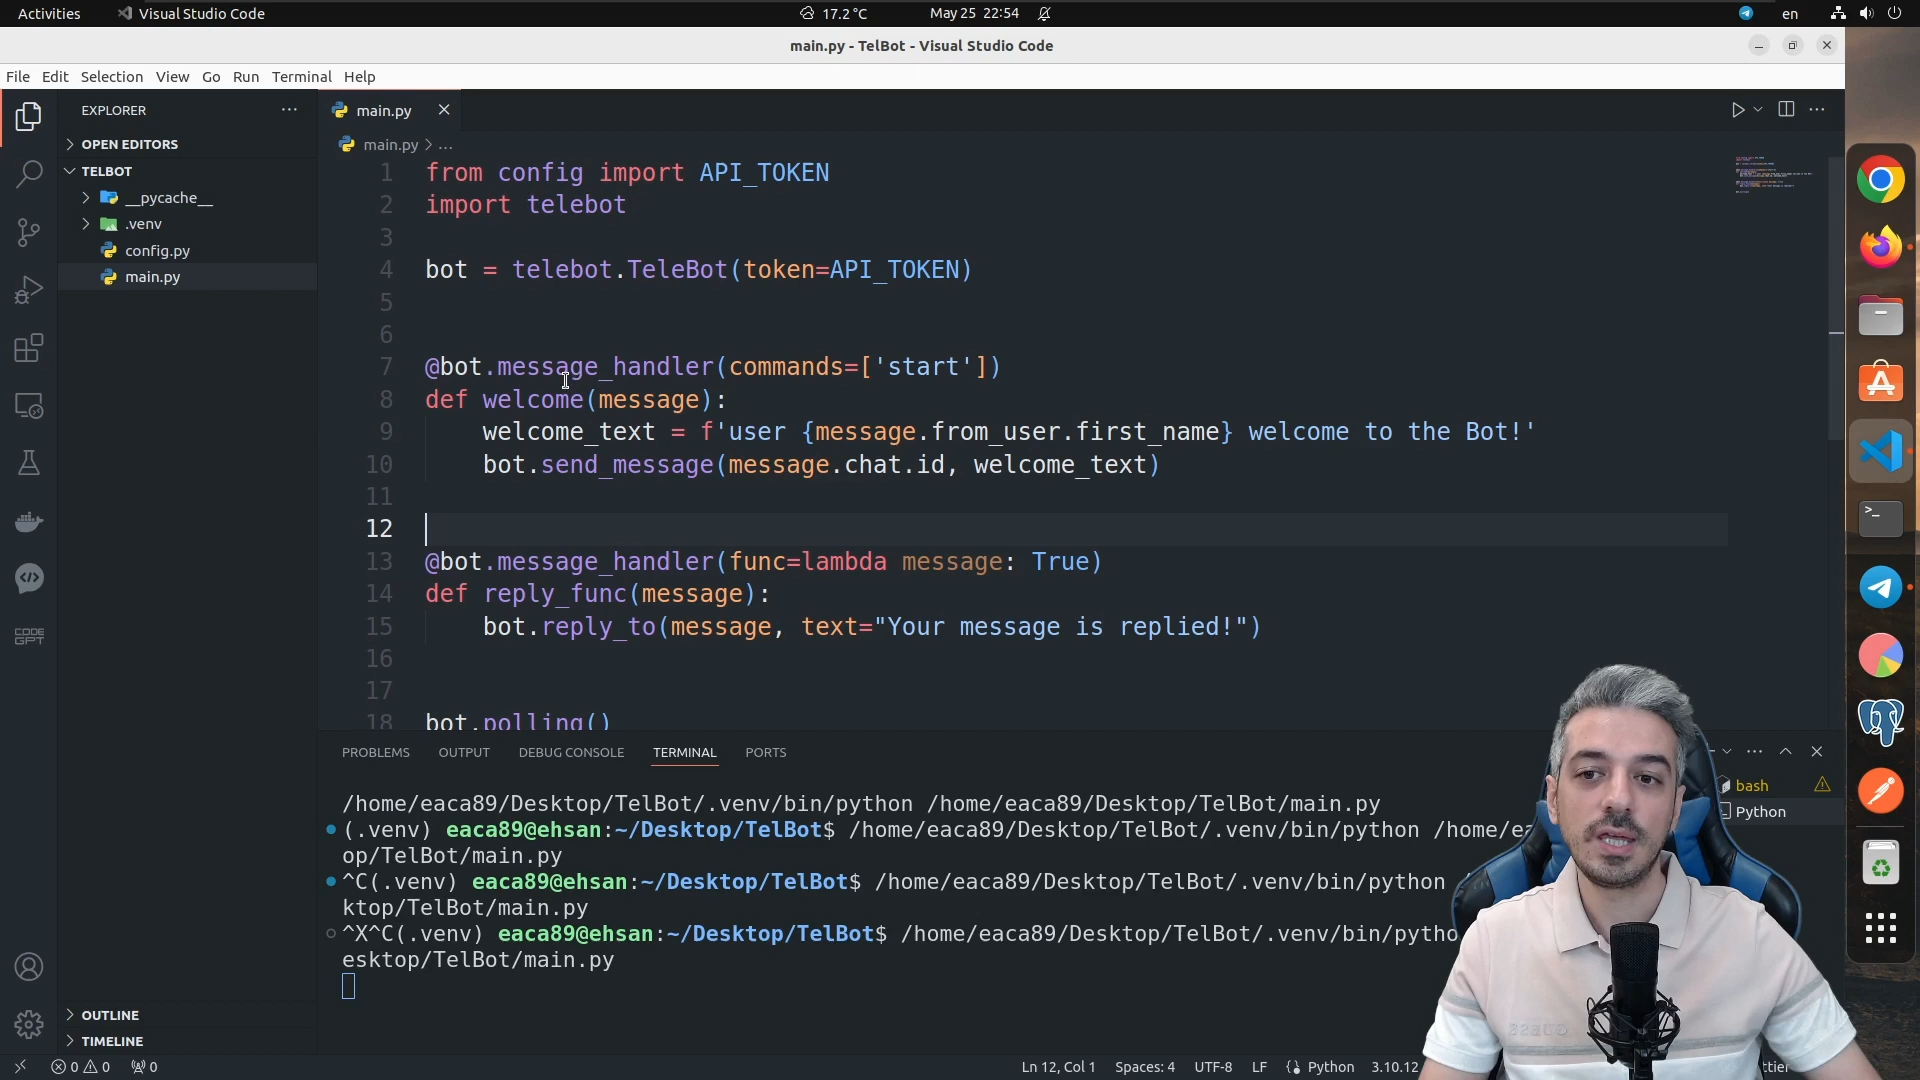 Activities
Visual Studio Code
17.2 °C
May 25 22:54
en
main.py - TelBot - Visual Studio Code
File Edit Selection View Go Run Terminal Help
EXPLORER
OPEN EDITORS
TELBOT
__pycache__
.venv
config.py
main.py
OUTLINE
TIMELINE
CODE
GPT
main.py
main.py > ...
1 from config import API_TOKEN
2 import telebot
3
4 bot = telebot.TeleBot(token=API_TOKEN)
5
6
7 @bot.message_handler(commands=['start'])
8 def welcome(message):
9 welcome_text = f'user {message.from_user.first_name} welcome to the Bot!'
10 bot.send_message(message.chat.id, welcome_text)
11
12
13 @bot.message_handler(func=lambda message: True)
14 def reply_func(message):
15 bot.reply_to(message, text="Your message is replied!")
16
17
18 bot.polling()
PROBLEMS OUTPUT DEBUG CONSOLE TERMINAL PORTS
/home/eaca89/Desktop/TelBot/.venv/bin/python /home/eaca89/Desktop/TelBot/main.py
(.venv) eaca89@ehsan:~/Desktop/TelBot$ /home/eaca89/Desktop/TelBot/.venv/bin/python /home/ea
op/TelBot/main.py
^C(.venv) eaca89@ehsan:~/Desktop/TelBot$ /home/eaca89/Desktop/TelBot/.venv/bin/python
ktop/TelBot/main.py
^X^C(.venv) eaca89@ehsan:~/Desktop/TelBot$ /home/eaca89/Desktop/TelBot/.venv/bin/pytho
esktop/TelBot/main.py
bash
Python
0 0 0
Ln 12, Col 1 Spaces: 4 UTF-8 LF Python 3.10.12